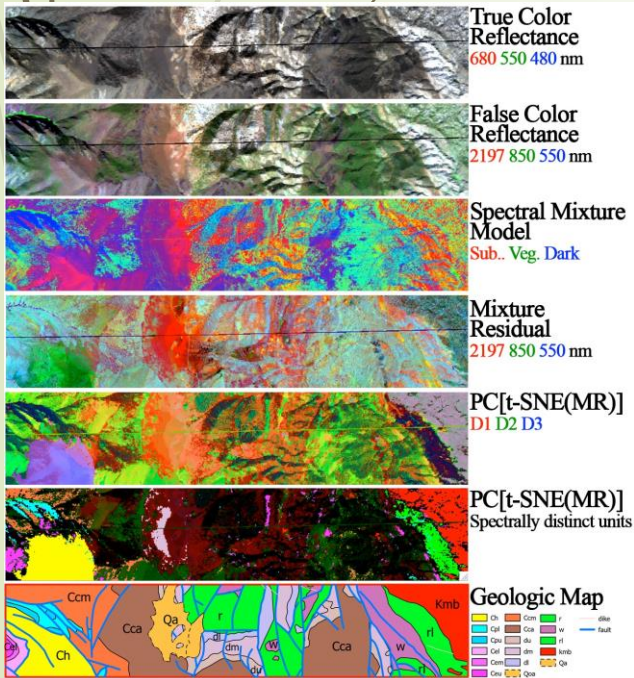 True Color
Reflectance
680 550 480 nm
False Color
Reflectance
2197 850 550 nm
Spectral Mixture
Model
Sub.. Veg. Dark
Mixture
Residual
2197 850 550 nm
PC[t-SNE(MR)]
D1 D2 D3
PC[t-SNE(MR)]
Spectrally distinct units
Geologic Map
Ccm
Cca
Qa
r
Kmb
Cel
Ch
dl
dm
du
w
Cca
w
rl
Ch Ccm r dike
Cpl Cca w fault
Cpu du rl
Cel dm kmb
Cem dl Qa
Ceu Qoa